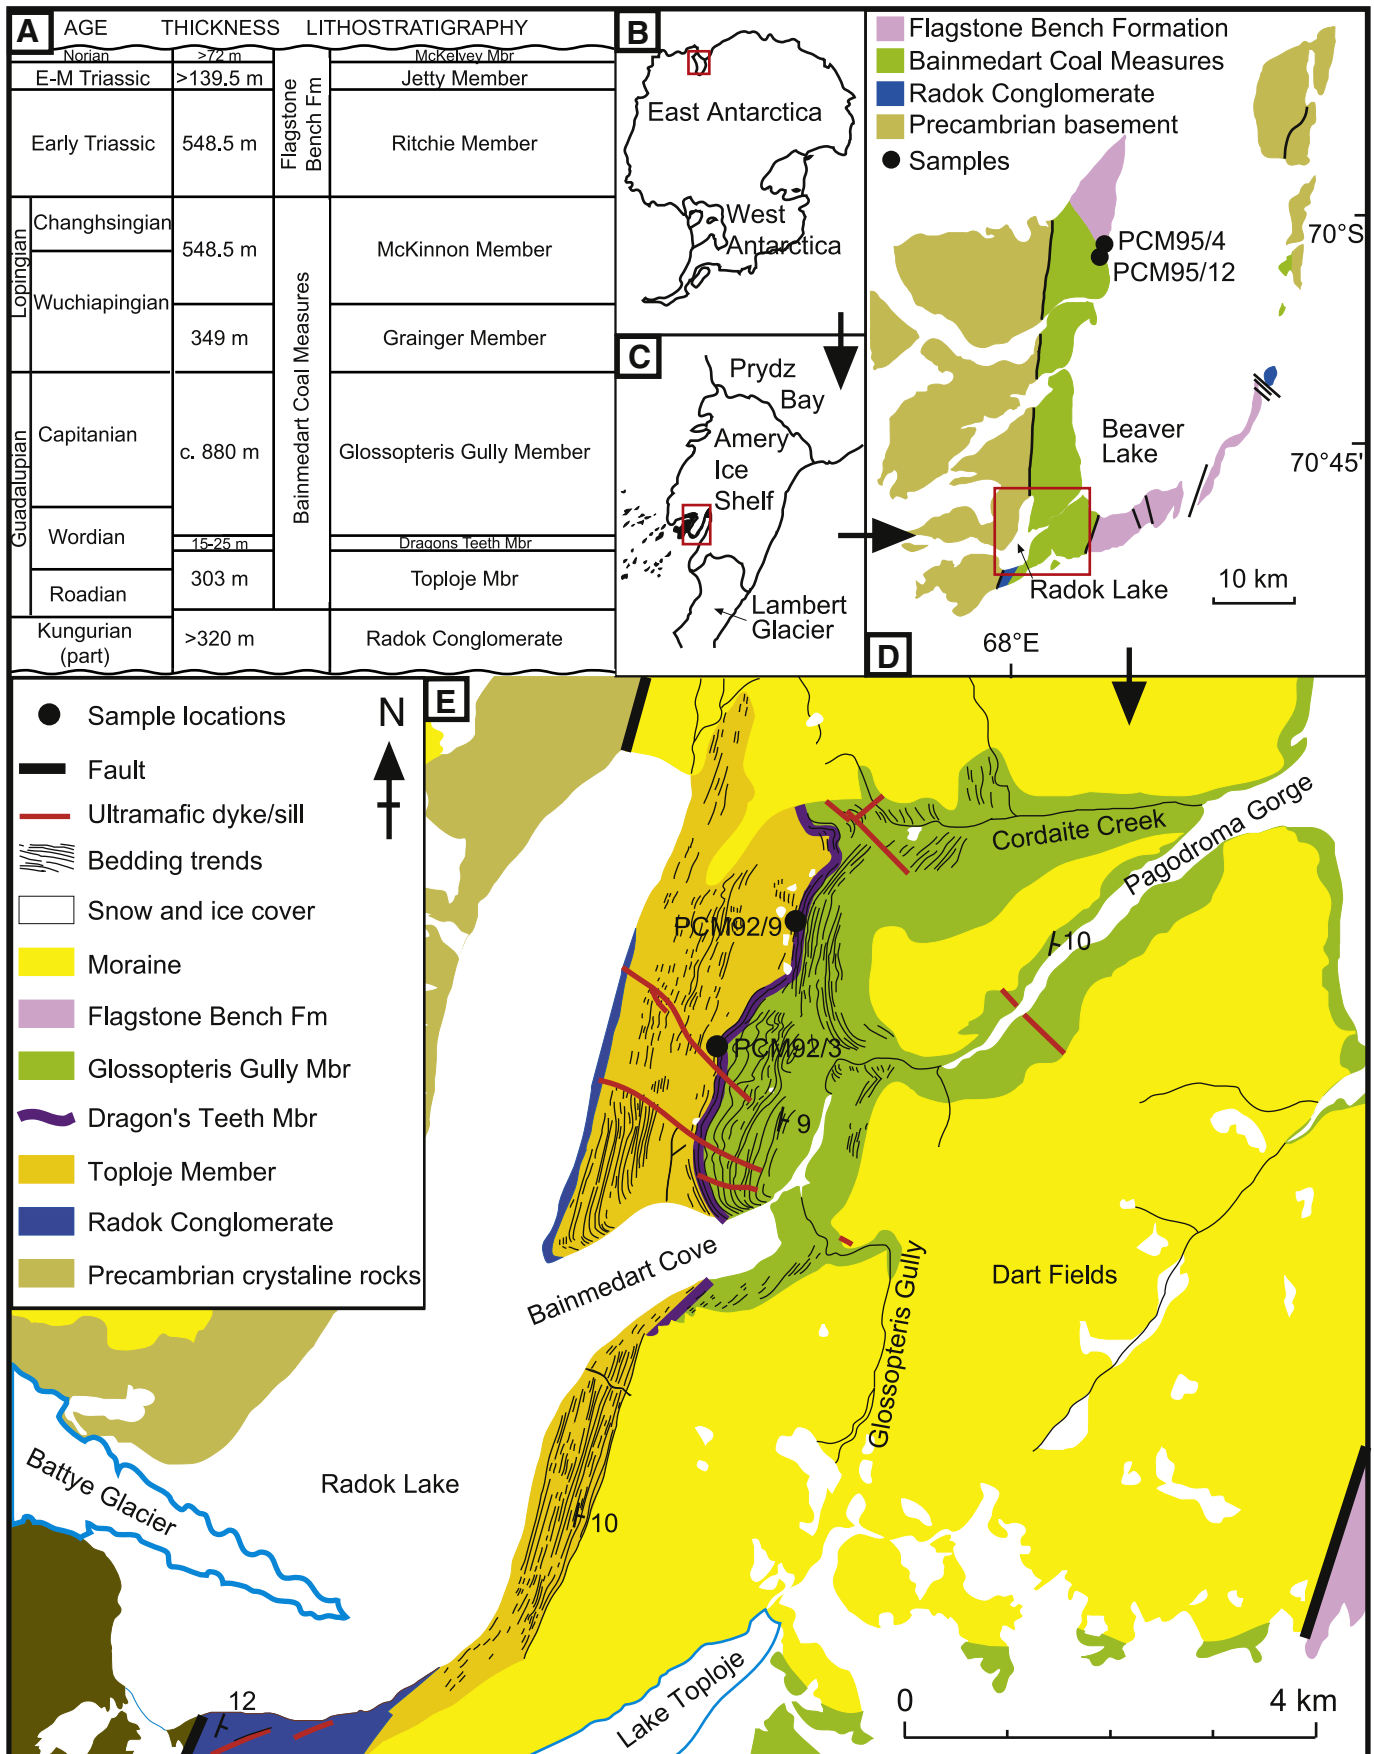 A
AGE THICKNESS LITHOSTRATIGRAPHY
Norian >72 m McKelvey Mbr
E-M Triassic >139.5 m Jetty Member
Early Triassic 548.5 m Ritchie Member
Flagstone
Bench Fm
Lopingian
Changhsingian
548.5 m McKinnon Member
Wuchiapingian
349 m Grainger Member
Guadalupian
Capitanian
c. 880 m Glossopteris Gully Member
Wordian
15-25 m Dragons Teeth Mbr
303 m Toploje Mbr
Roadian
Bainmedart Coal Measures
Kungurian
(part)
>320 m Radok Conglomerate
B
East Antarctica
West
Antarctica
C
Prydz
Bay
Amery
Ice
Shelf
Lambert
Glacier
D
Flagstone Bench Formation
Bainmedart Coal Measures
Radok Conglomerate
Precambrian basement
Samples
PCM95/4
PCM95/12
70°S
Beaver
Lake
70°45'
Radok Lake
10 km
68°E
E
Sample locations
N
Fault
Ultramafic dyke/sill
Bedding trends
Snow and ice cover
Moraine
Flagstone Bench Fm
Glossopteris Gully Mbr
Dragon's Teeth Mbr
Toploje Member
Radok Conglomerate
Precambrian crystaline rocks
Cordaite Creek
Pagodroma Gorge
PCM92/9
10
PCM92/3
9
Bainmedart Cove
Glossopteris Gully
Dart Fields
Battye Glacier
Radok Lake
10
Lake Toploje
12
0 4 km